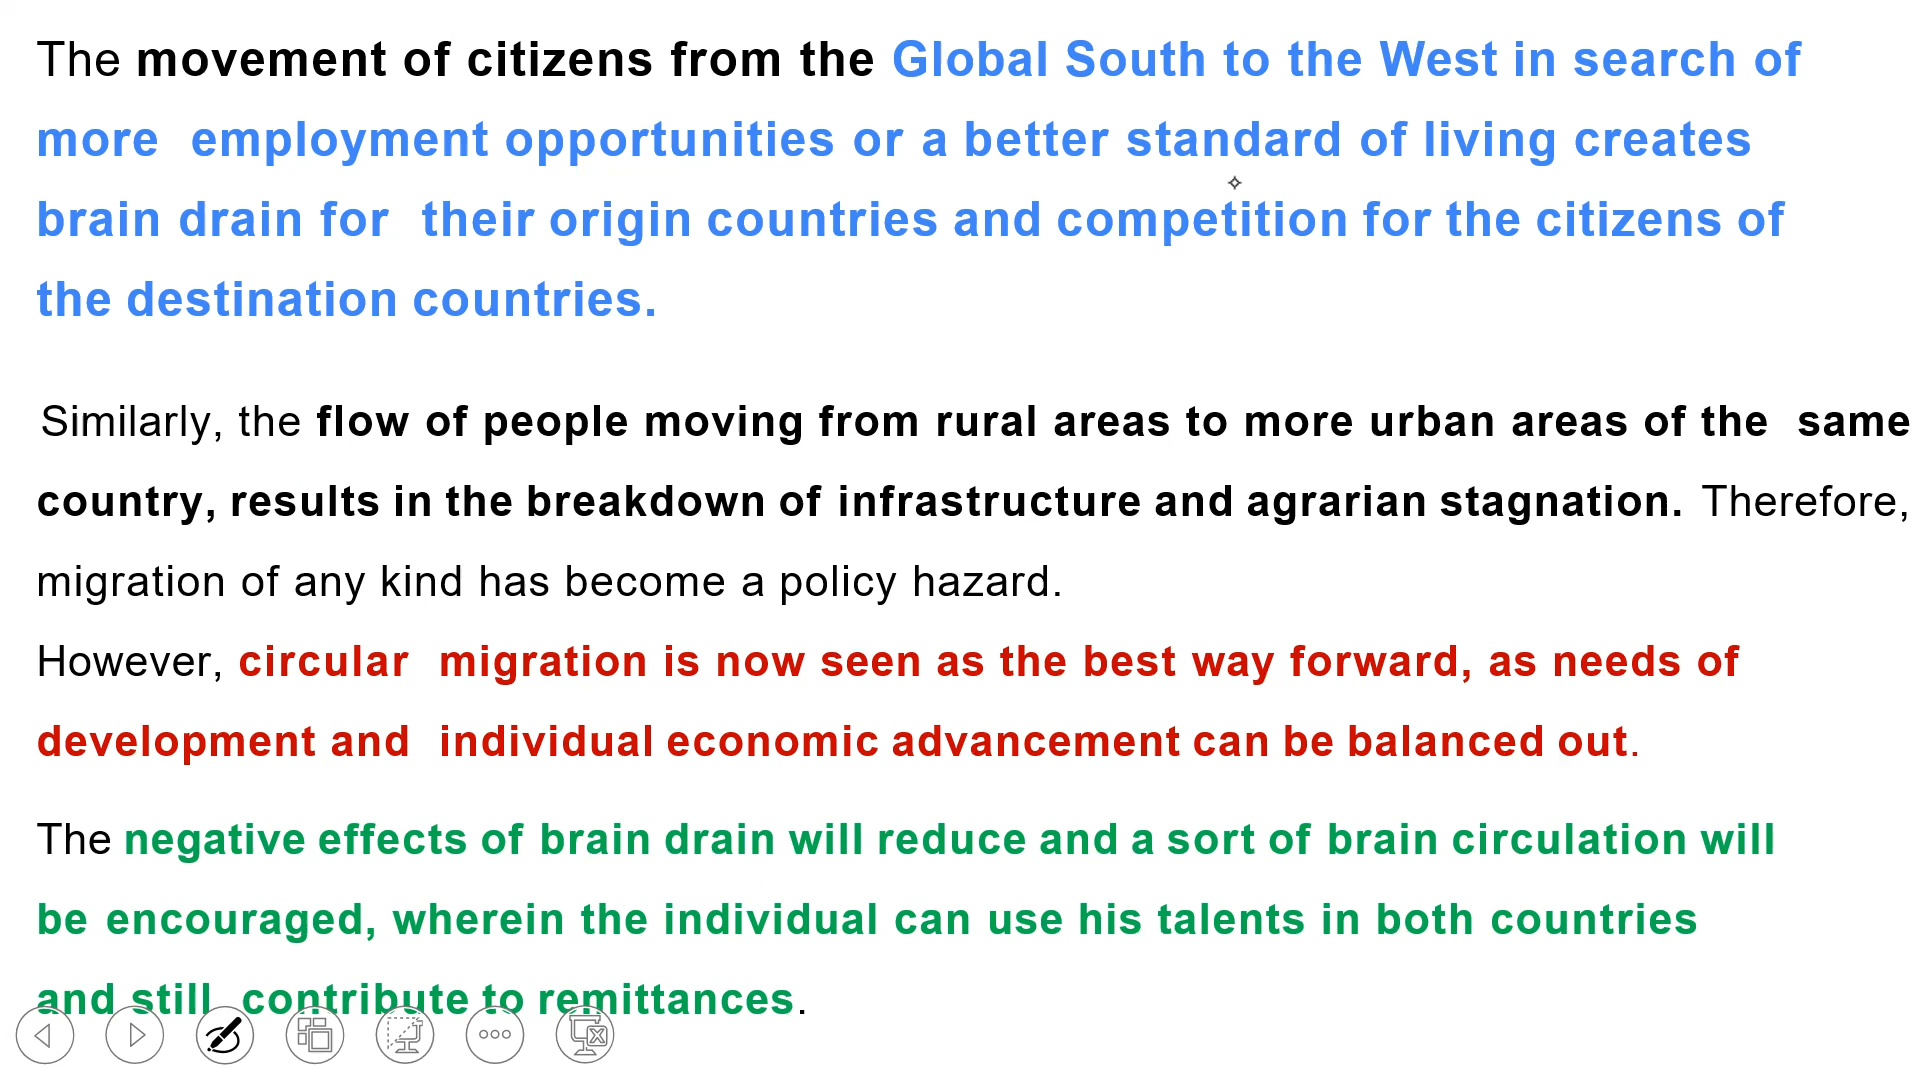 The movement of citizens from the Global South to the West in search of
more employment opportunities or a better standard of living creates
brain drain for their origin countries and competition for the citizens of
the destination countries.
Similarly, the flow of people moving from rural areas to more urban areas of the same
country, results in the breakdown of infrastructure and agrarian stagnation. Therefore,
migration of any kind has become a policy hazard.
However, circular migration is now seen as the best way forward, as needs of
development and individual economic advancement can be balanced out.
The negative effects of brain drain will reduce and a sort of brain circulation will
be encouraged, wherein the individual can use his talents in both countries
and still contribute to remittances.